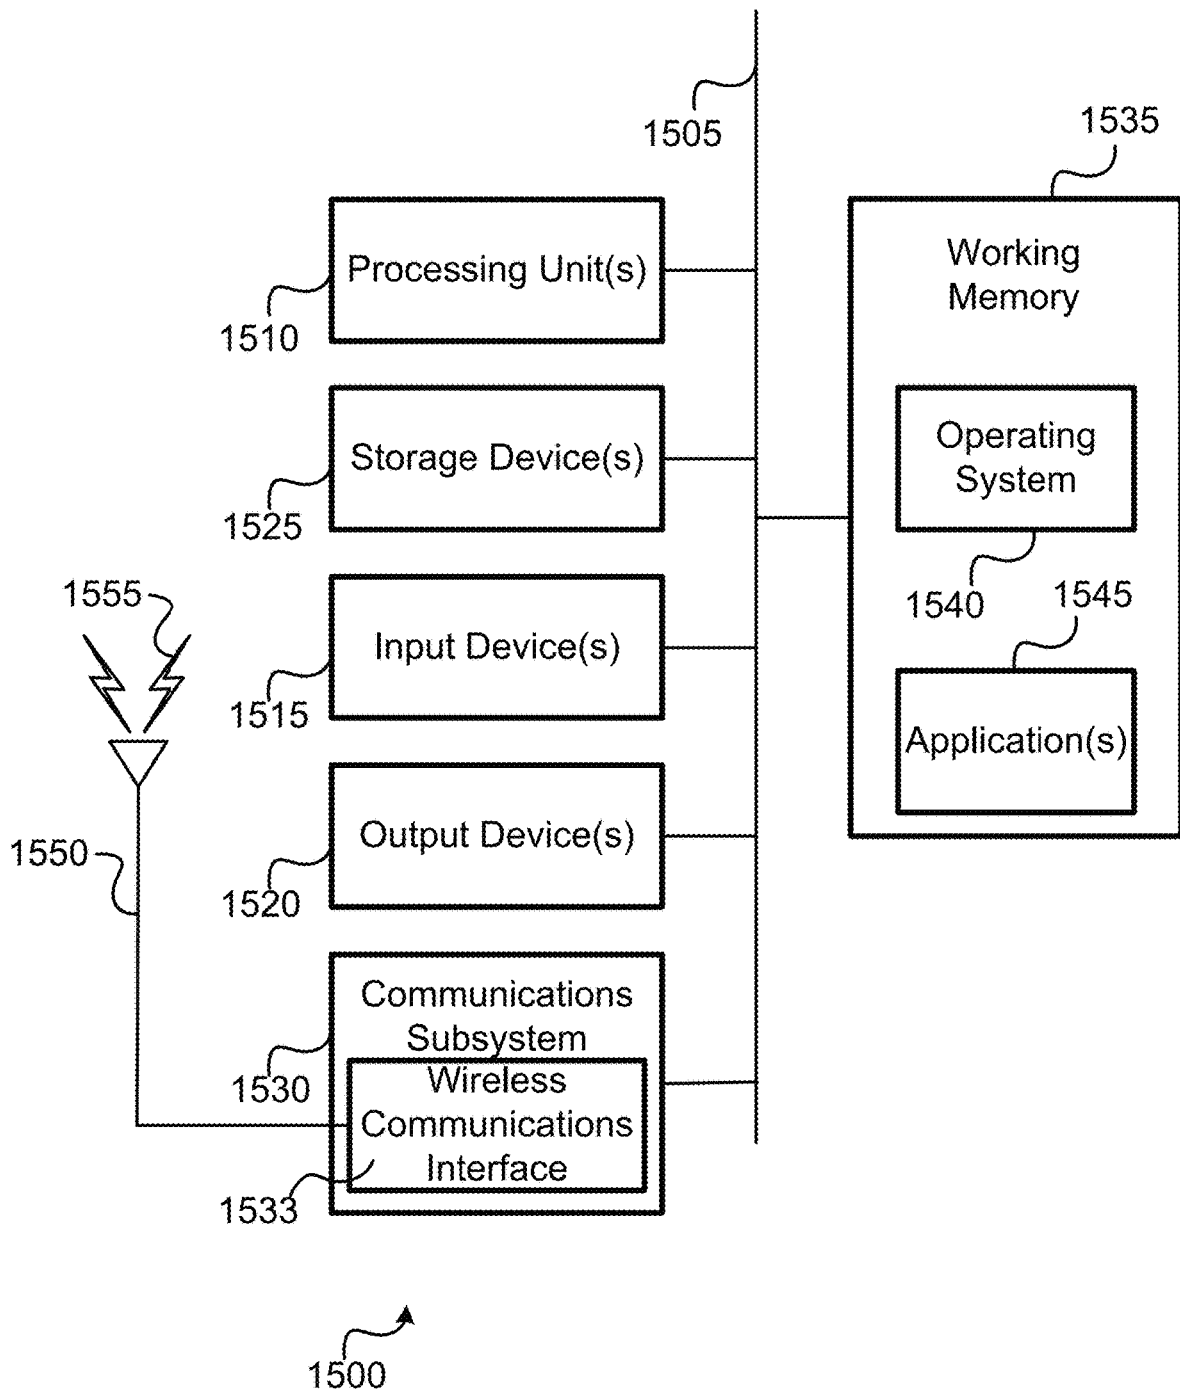 1505
1535
Processing Unit(s)
1510
Working
Memory
Storage Device(s)
1525
Operating
System
1540
1555
Input Device(s)
1515
1545
Application(s)
Output Device(s)
1520
1550
Communications
Subsystem
1530
Wireless
Communications
Interface
1533
1500